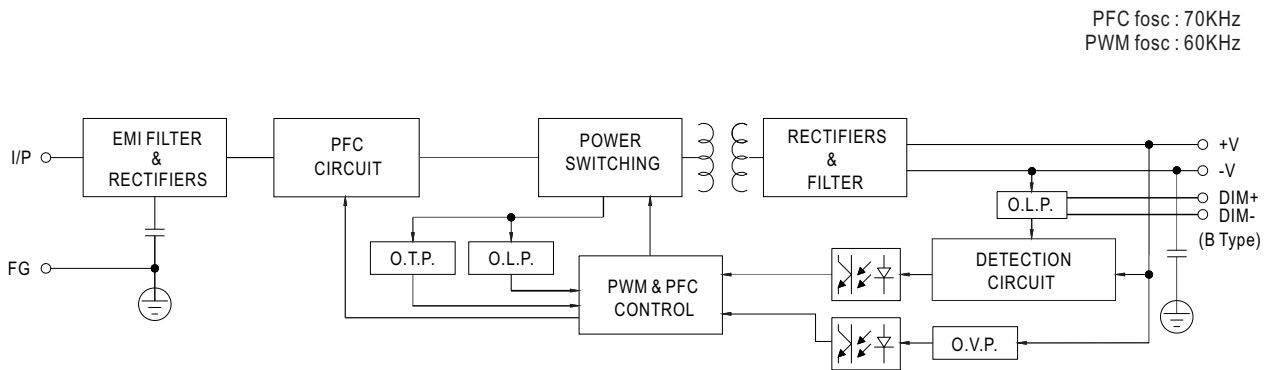 PFC fosc : 70KHz
PWM fosc : 60KHz
I/P
EMI FILTER
&
RECTIFIERS
PFC
CIRCUIT
POWER
SWITCHING
RECTIFIERS
&
FILTER
+V
-V
DIM+
DIM-
(B Type)
O.L.P.
FG
O.T.P.
O.L.P.
PWM & PFC
CONTROL
DETECTION
CIRCUIT
O.V.P.